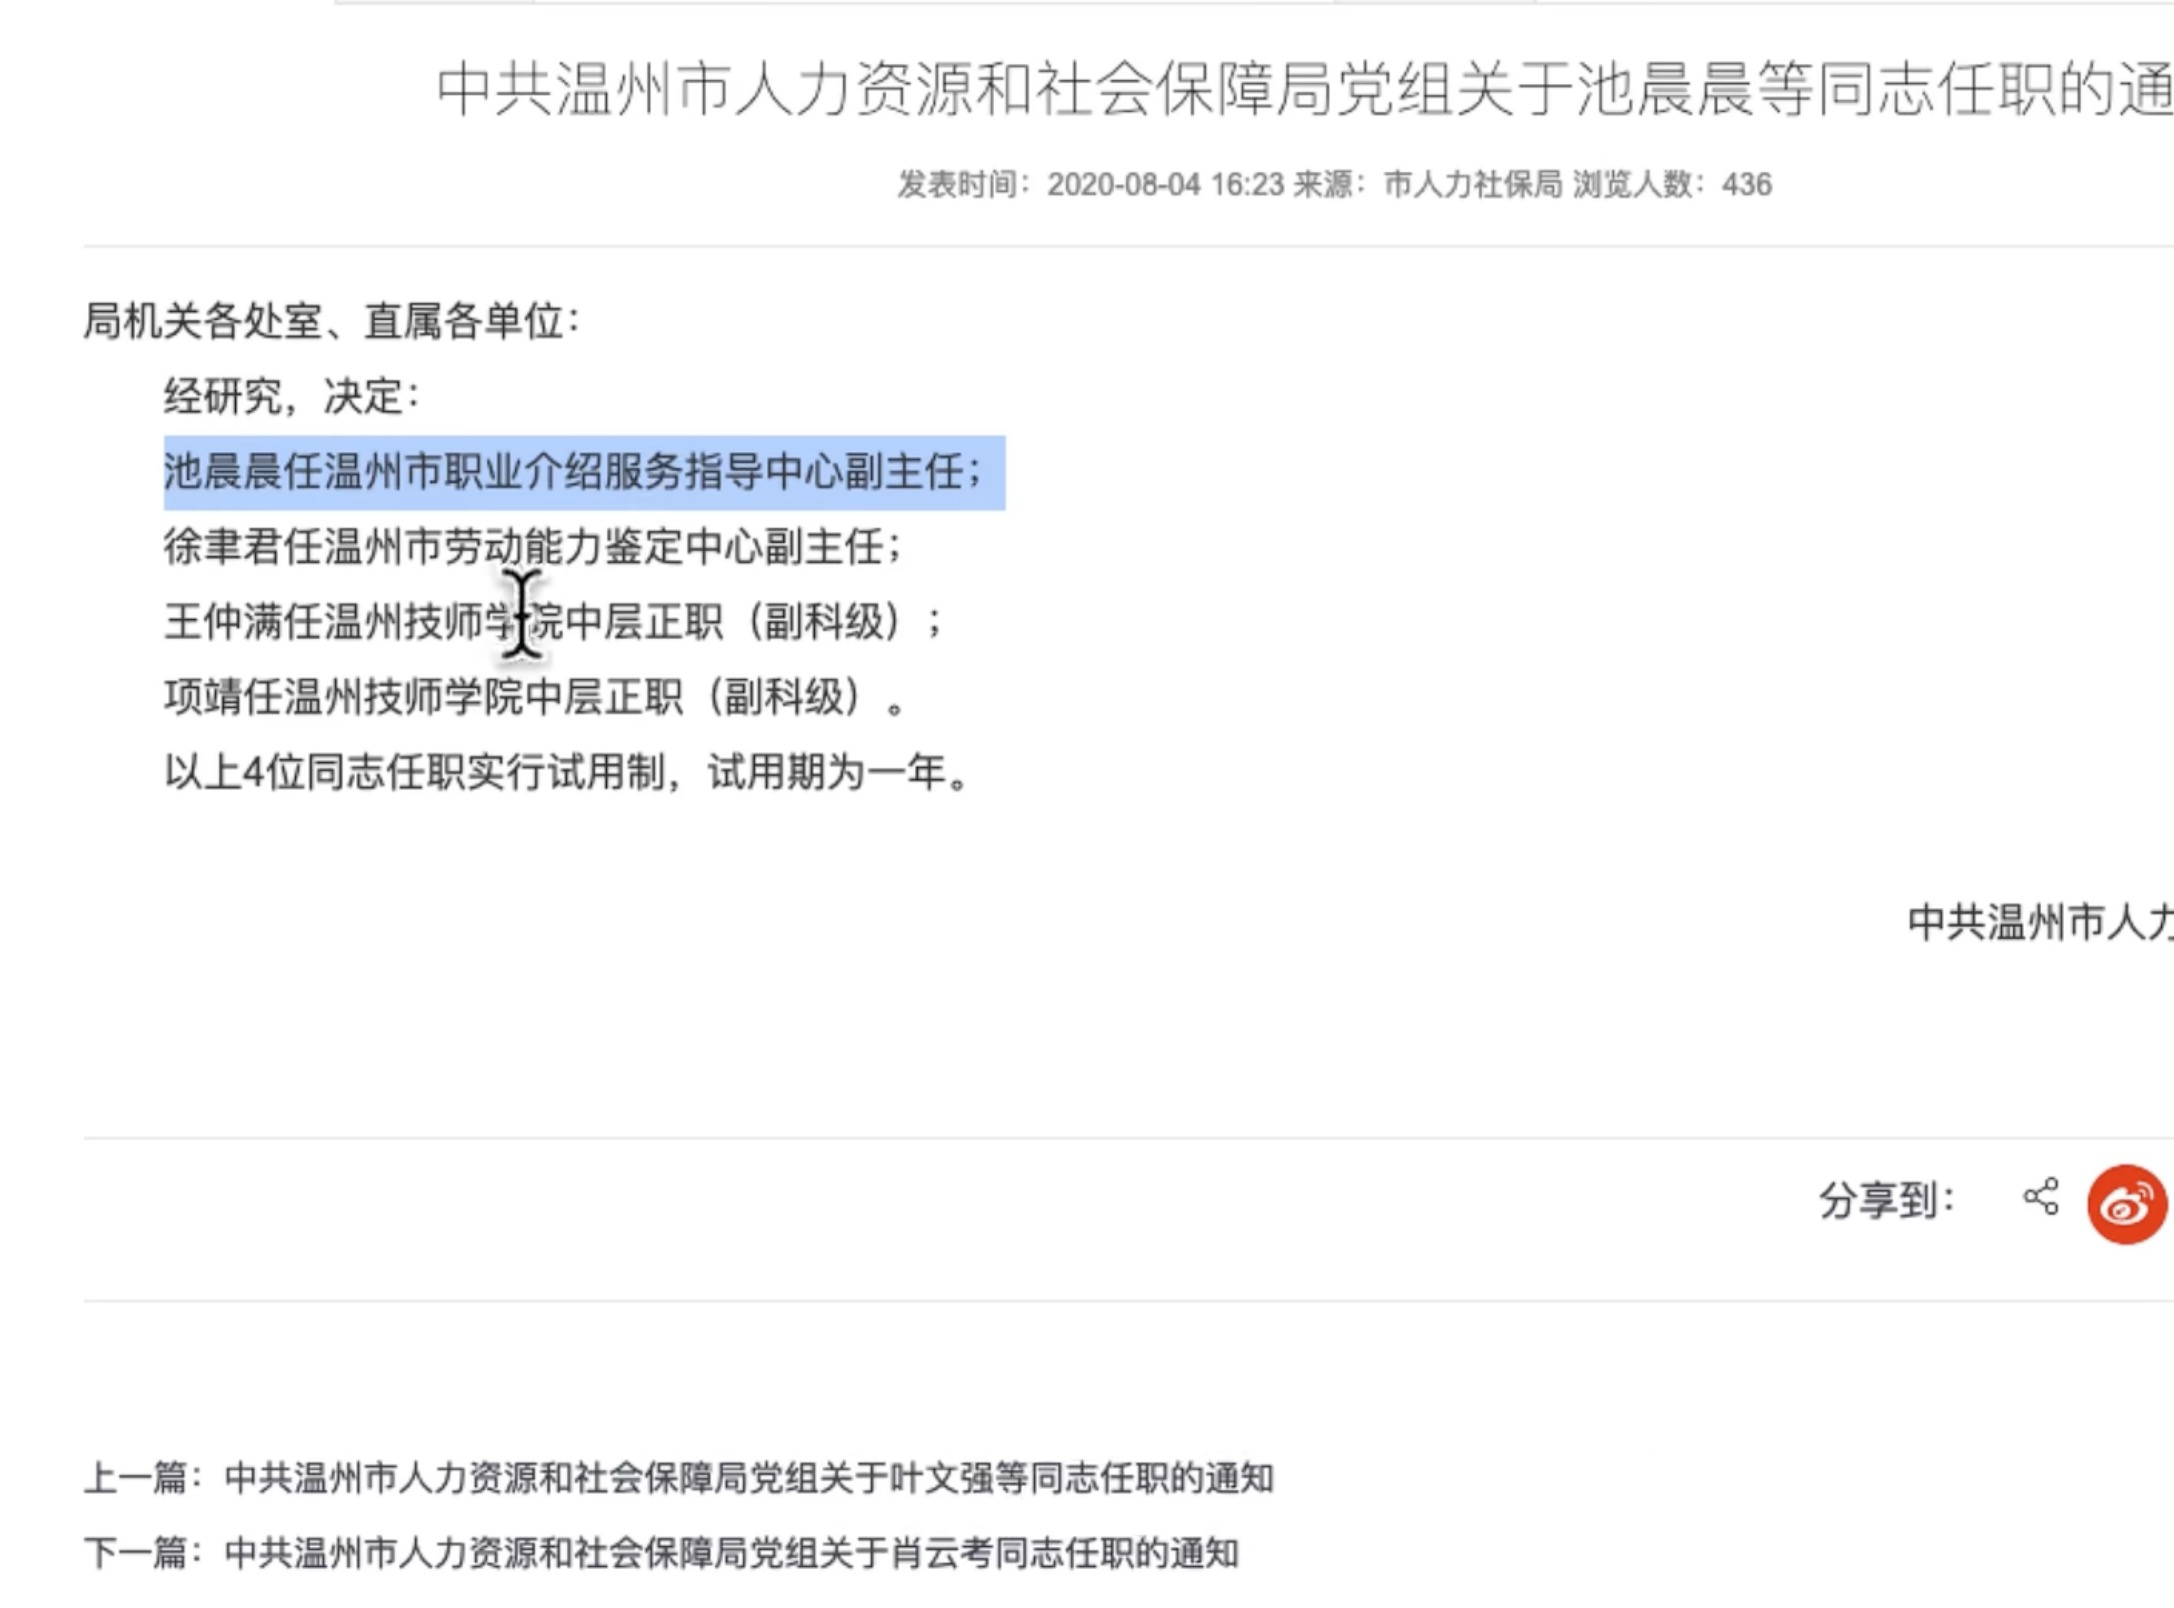 中共温州市人力资源和社会保障局党组关于池晨晨等同志任职的通
发表时间：2020-08-04 16:23 来源：市人力社保局 浏览人数：436
局机关各处室、直属各单位：
经研究，决定：
池晨晨任温州市职业介绍服务指导中心副主任；
徐聿君任温州市劳动能力鉴定中心副主任；
王仲满任温州技师学院中层正职（副科级）；
项靖任温州技师学院中层正职（副科级）。
以上4位同志任职实行试用制，试用期为一年。
中共温州市人力
分享到：
上一篇：中共温州市人力资源和社会保障局党组关于叶文强等同志任职的通知
下一篇：中共温州市人力资源和社会保障局党组关于肖云考同志任职的通知